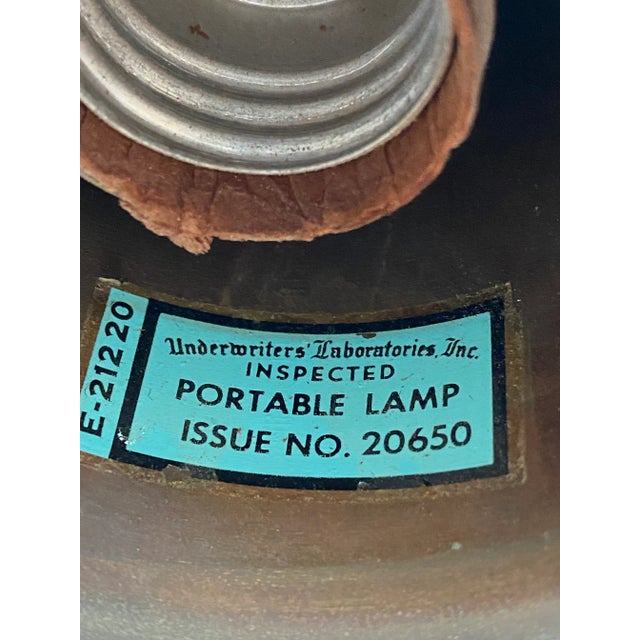 E-21220
Underwriters' Laboratories, Inc.
INSPECTED
PORTABLE LAMP
ISSUE NO. 20650